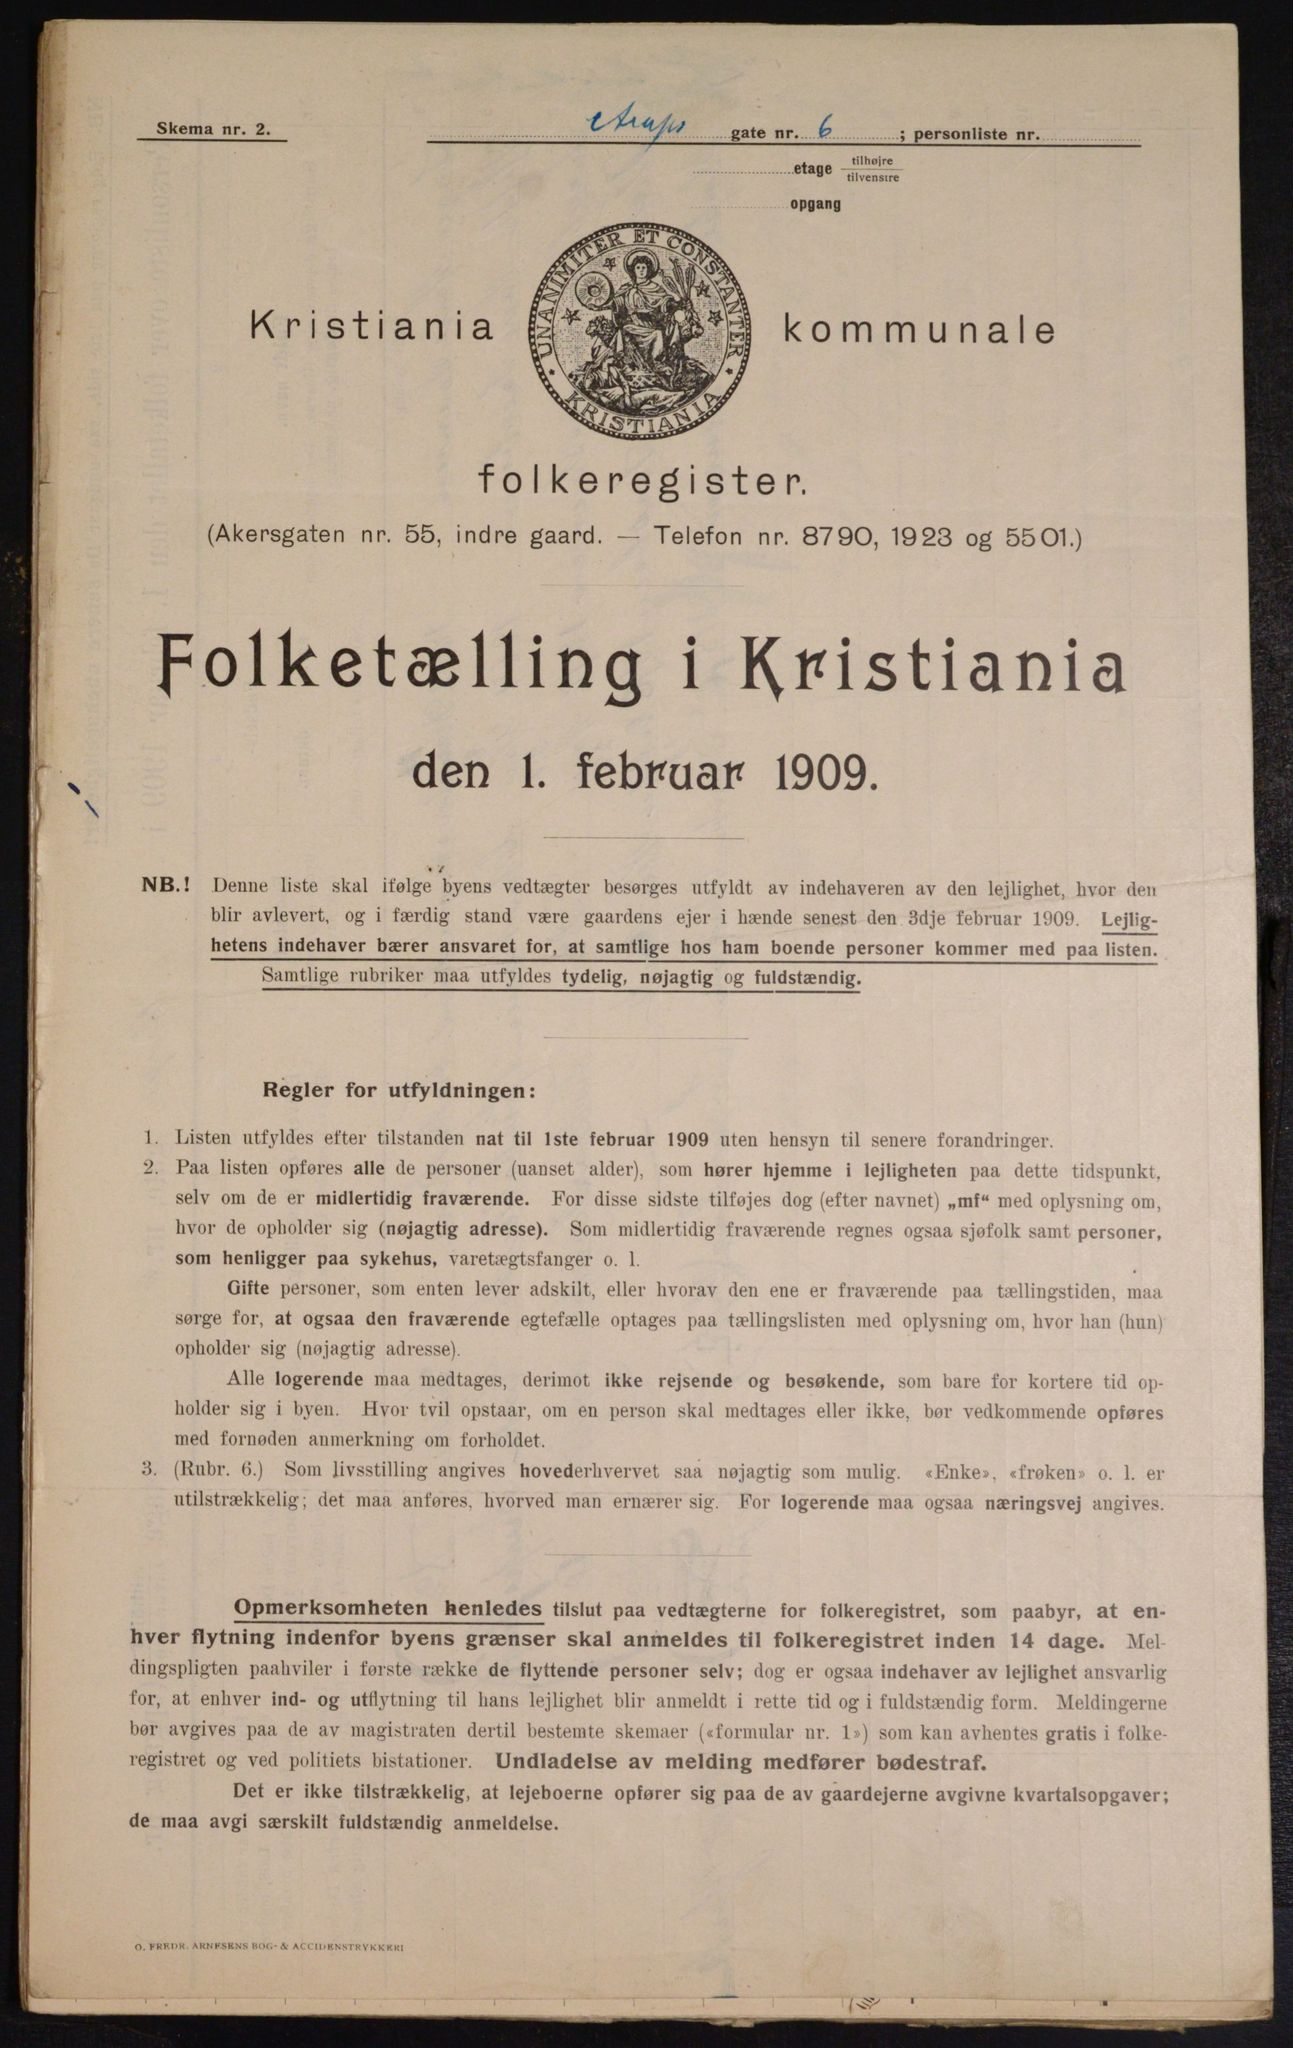 Skema nr. 2.
Arups gate nr. 6 ; personliste nr.
etage tilhøjre
tilvenstre
opgang
UNANIMITER ET CONSTANTER
KRISTIANIA
Kristiania kommunale
folkeregister.
(Akersgaten nr. 55, indre gaard. — Telefon nr. 8790, 1923 og 5501.)
Folketælling i Kristiania
den 1. februar 1909.
NB.! Denne liste skal ifølge byens vedtægter besørges utfyldt av indehaveren av den lejlighet, hvor den
blir avlevert, og i færdig stand være gaardens ejer i hænde senest den 3dje februar 1909. Lejlig-
hetens indehaver bærer ansvaret for, at samtlige hos ham boende personer kommer med paa listen.
Samtlige rubriker maa utfyldes tydelig, nøjagtig og fuldstændig.
Regler for utfyldningen:
1. Listen utfyldes efter tilstanden nat til 1ste februar 1909 uten hensyn til senere forandringer.
2. Paa listen opføres alle de personer (uanset alder), som hører hjemme i lejligheten paa dette tidspunkt,
selv om de er midlertidig fraværende. For disse sidste tilføjes dog (efter navnet) „mf“ med oplysning om,
hvor de opholder sig (nøjagtig adresse). Som midlertidig fraværende regnes ogsaa sjøfolk samt personer,
som henligger paa sykehus, varetægtsfanger o. l.
Gifte personer, som enten lever adskilt, eller hvorav den ene er fraværende paa tællingstiden, maa
sørge for, at ogsaa den fraværende egtefælle optages paa tællingslisten med oplysning om, hvor han (hun)
opholder sig (nøjagtig adresse).
Alle logerende maa medtages, derimot ikke rejsende og besøkende, som bare for kortere tid op-
holder sig i byen. Hvor tvil opstaar, om en person skal medtages eller ikke, bør vedkommende opføres
med fornøden anmerkning om forholdet.
3. (Rubr. 6.) Som livsstilling angives hovederhvervet saa nøjagtig som mulig. «Enke», «frøken» o. l. er
utilstrækkelig; det maa anføres, hvorved man ernærer sig. For logerende maa ogsaa næringsvej angives.
Opmerksomheten henledes tilslut paa vedtægterne for folkeregistret, som paabyr, at en-
hver flytning indenfor byens grænser skal anmeldes til folkeregistret inden 14 dage. Mel-
dingspligten paahviler i første række de flyttende personer selv; dog er ogsaa indehaver av lejlighet ansvarlig
for, at enhver ind- og utflytning til hans lejlighet blir anmeldt i rette tid og i fuldstændig form. Meldingerne
bør avgives paa de av magistraten dertil bestemte skemaer («formular nr. 1») som kan avhentes gratis i folke-
registret og ved politiets bistationer. Undladelse av melding medfører bødestraf.
Det er ikke tilstrækkelig, at lejeboerne opfører sig paa de av gaardejerne avgivne kvartalsopgaver;
de maa avgi særskilt fuldstændig anmeldelse.
O. FREDR. ARNESENS BOG- & ACCIDENSTRYKKERI